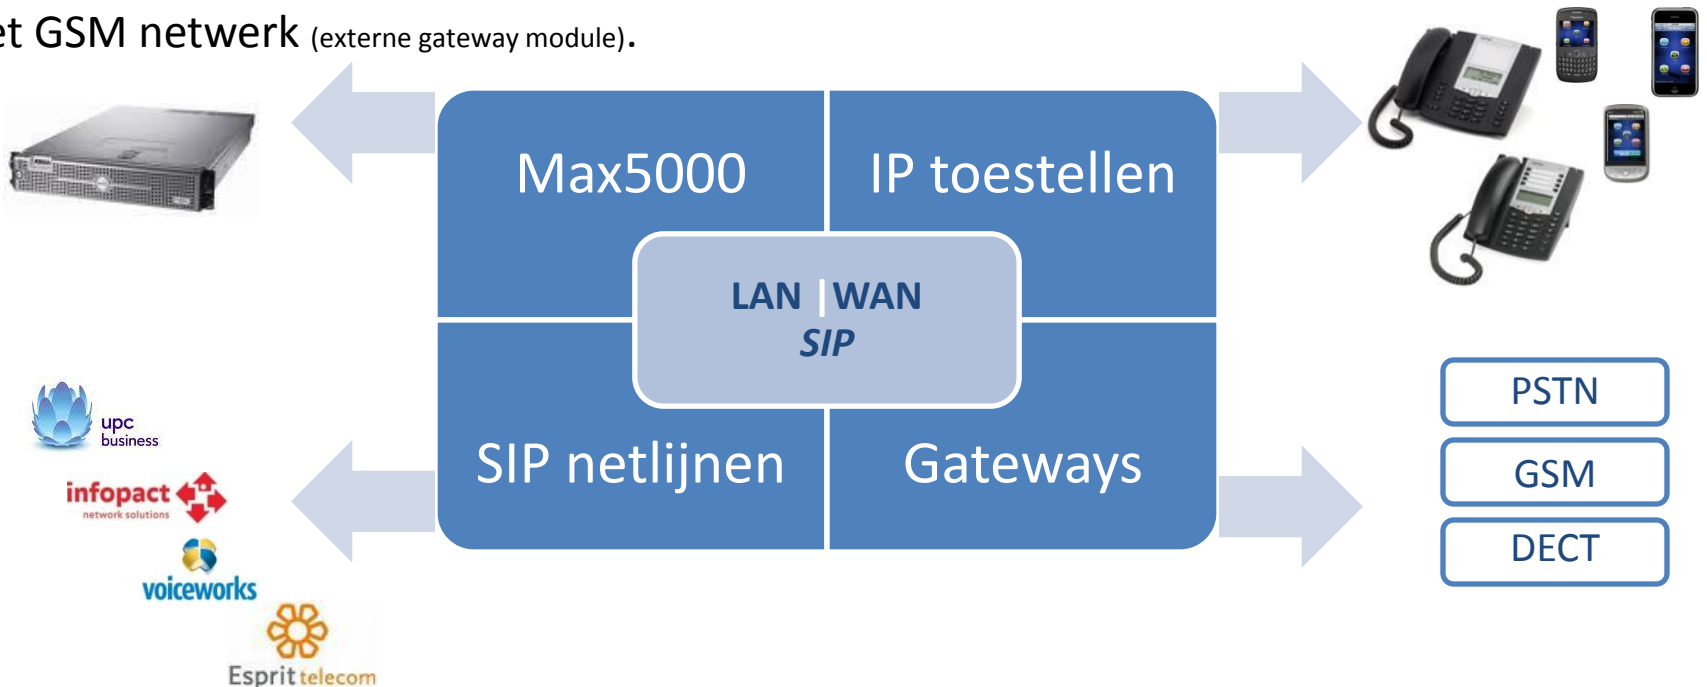 et GSM netwerk (externe gateway module).
Max5000
IP toestellen
LAN | WAN
SIP
SIP netlijnen
Gateways
upc
business
infopact
network solutions
voiceworks
Esprit telecom
PSTN
GSM
DECT